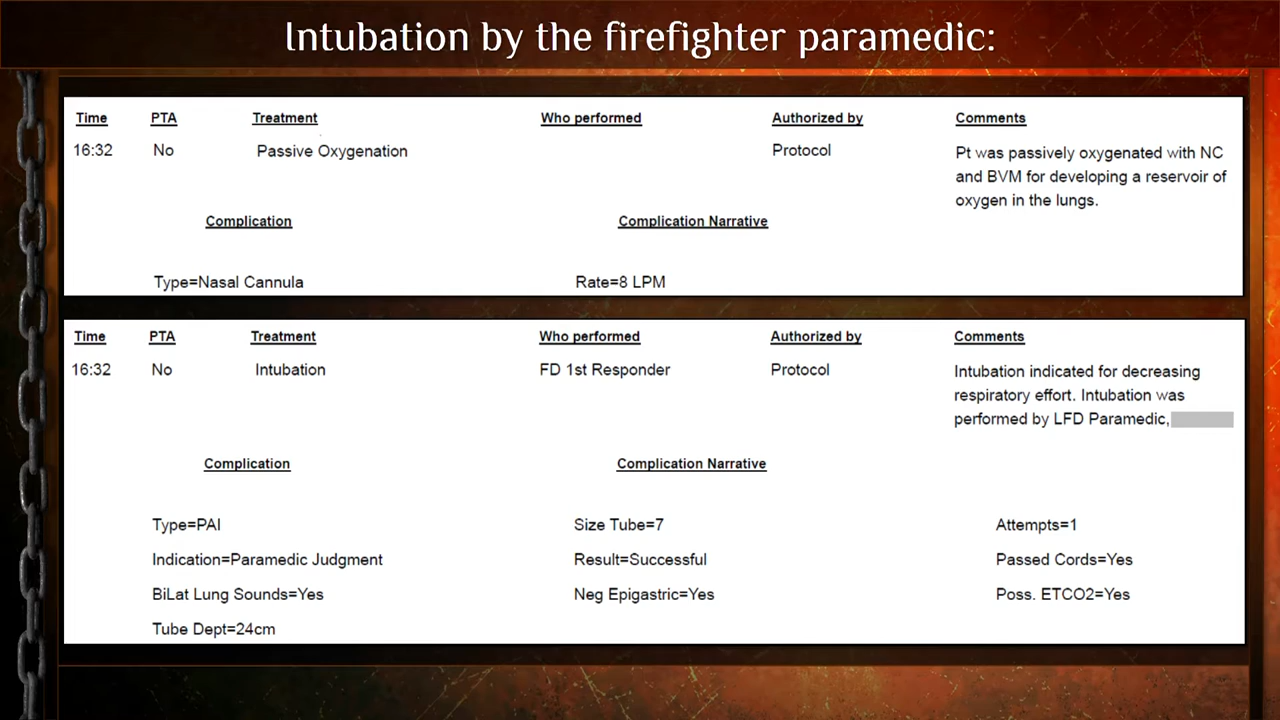 Intubation by the firefighter paramedic:
Time PTA Treatment Who performed Authorized by Comments
16:32 No Passive Oxygenation Protocol Pt was passively oxygenated with NC
and BVM for developing a reservoir of
oxygen in the lungs.
Complication Complication Narrative
Type=Nasal Cannula Rate=8 LPM
Time PTA Treatment Who performed Authorized by Comments
16:32 No Intubation FD 1st Responder Protocol Intubation indicated for decreasing
respiratory effort. Intubation was
performed by LFD Paramedic,
Complication Complication Narrative
Type=PAI Size Tube=7 Attempts=1
Indication=Paramedic Judgment Result=Successful Passed Cords=Yes
BiLat Lung Sounds=Yes Neg Epigastric=Yes Poss. ETCO2=Yes
Tube Dept=24cm